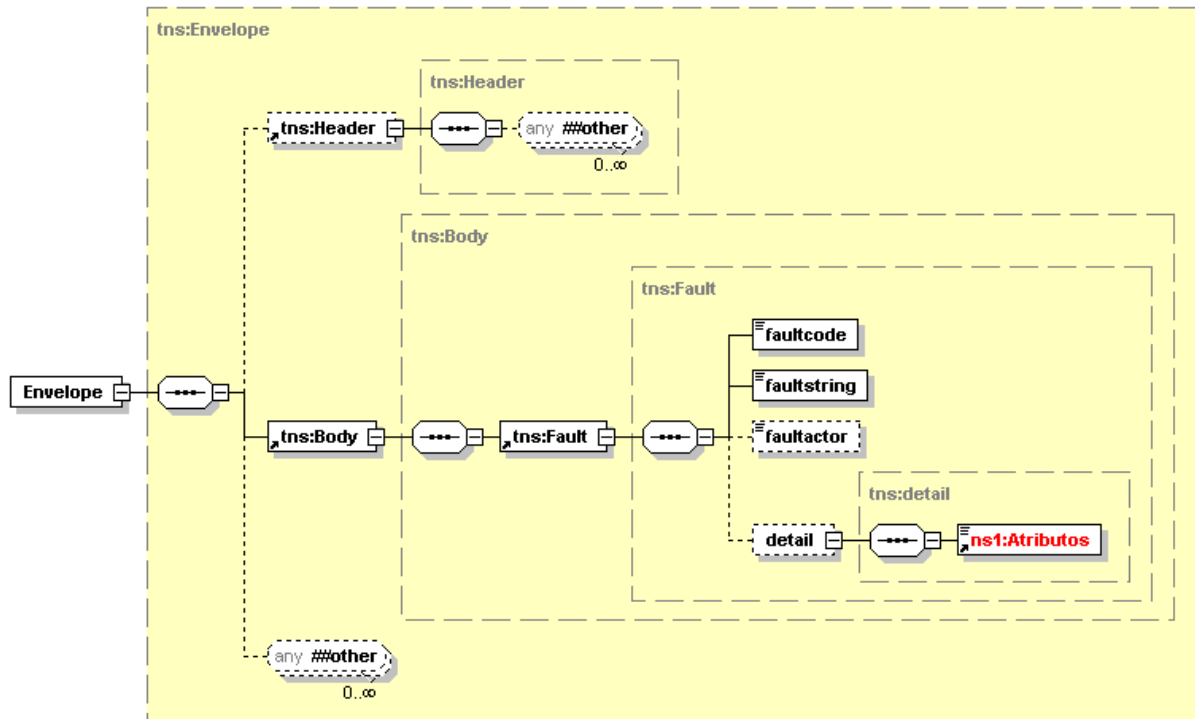 tns:Envelope
tns:Header
tns:Header
any ##other
0..∞
tns:Body
tns:Fault
faultcode
faultstring
Envelope
tns:Body
tns:Fault
faultactor
tns:detail
detail
ns1:Atributos
any ##other
0..∞